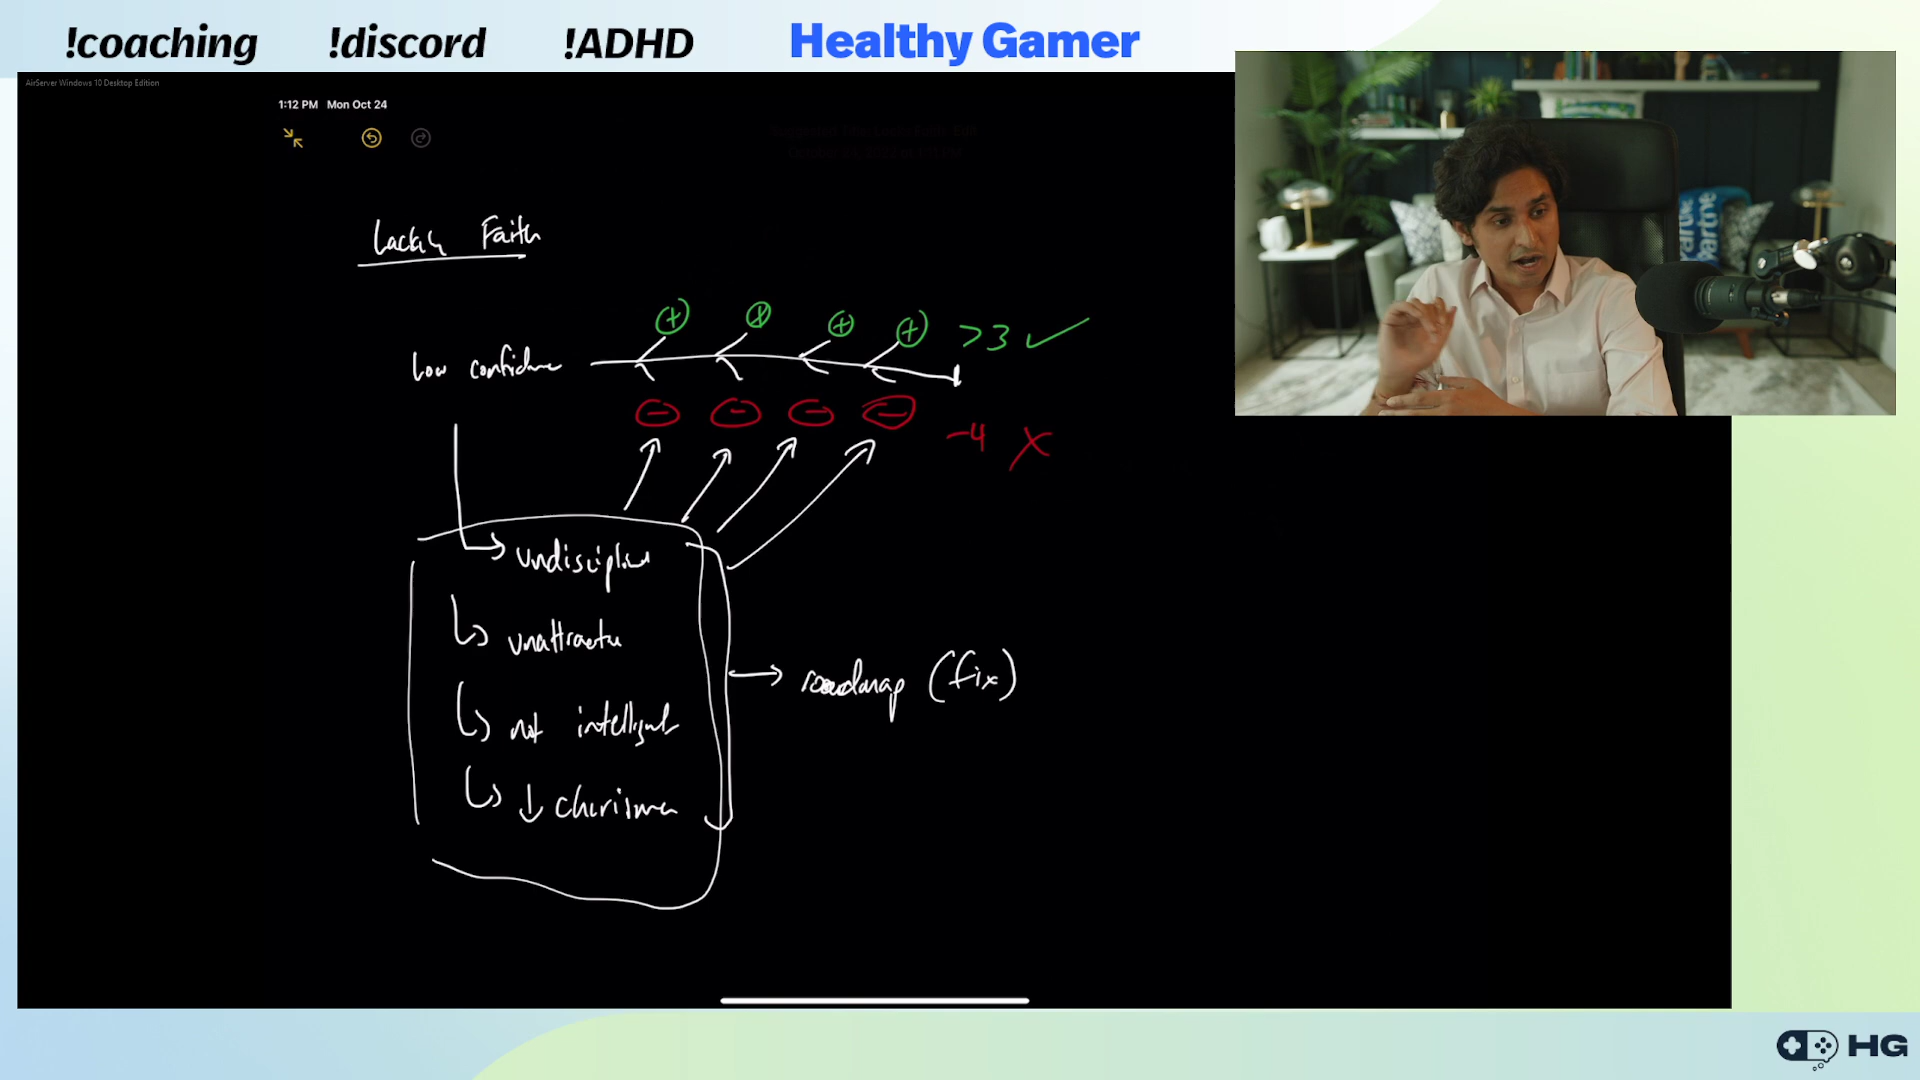 !coaching !discord !ADHD Healthy Gamer
AirServer Windows 10 Desktop Edition
1:12 PM Mon Oct 24
Lacking Faith
+ + + + >3 ✓
Low confidence
- - - - -4 X
undiscipline
unattractive
roadmap (fix)
not intelligent
↓ charisma
HG